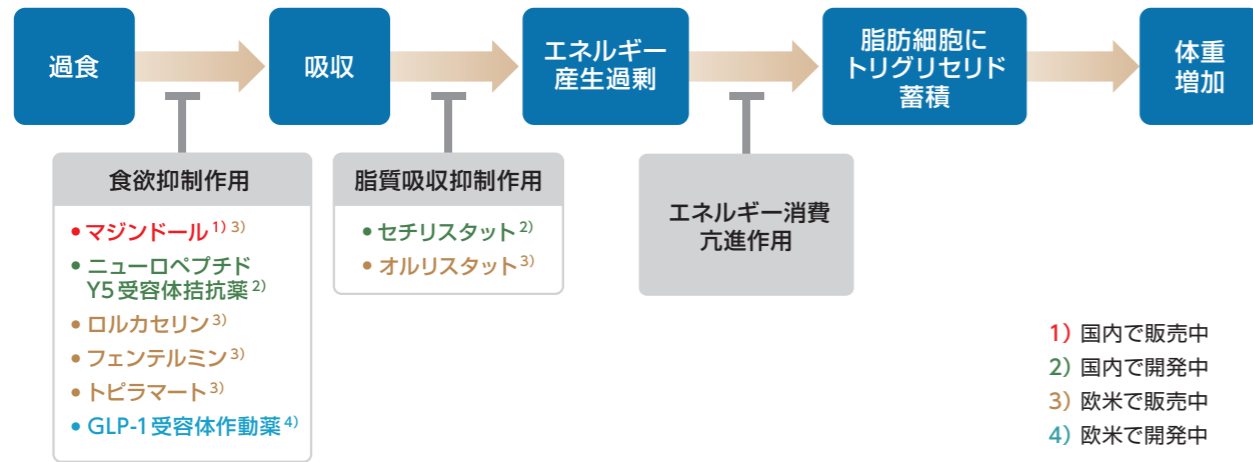 過食
吸収
エネルギー
産生過剰
脂肪細胞に
トリグリセリド
蓄積
体重
増加
食欲抑制作用
• マジンドール1) 3)
• ニューロペプチド
Y5受容体拮抗薬2)
• ロルカセリン3)
• フェンテルミン3)
• トピラマート3)
• GLP-1受容体作動薬4)
脂質吸収抑制作用
• セチリスタット2)
• オルリスタット3)
エネルギー消費
亢進作用
1) 国内で販売中
2) 国内で開発中
3) 欧米で販売中
4) 欧米で開発中